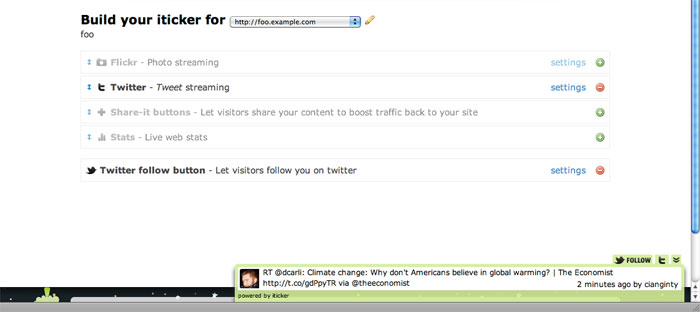 Build your iticker for http://foo.example.com
foo
Flickr - Photo streaming settings
Twitter - Tweet streaming settings
Share-it buttons - Let visitors share your content to boost traffic back to your site
Stats - Live web stats
Twitter follow button - Let visitors follow you on twitter settings
FOLLOW
RT @dcarli: Climate change: Why don't Americans believe in global warming? | The Economist
http://t.co/gdPpyTR via @theeconomist 2 minutes ago by cianginty
powered by iticker